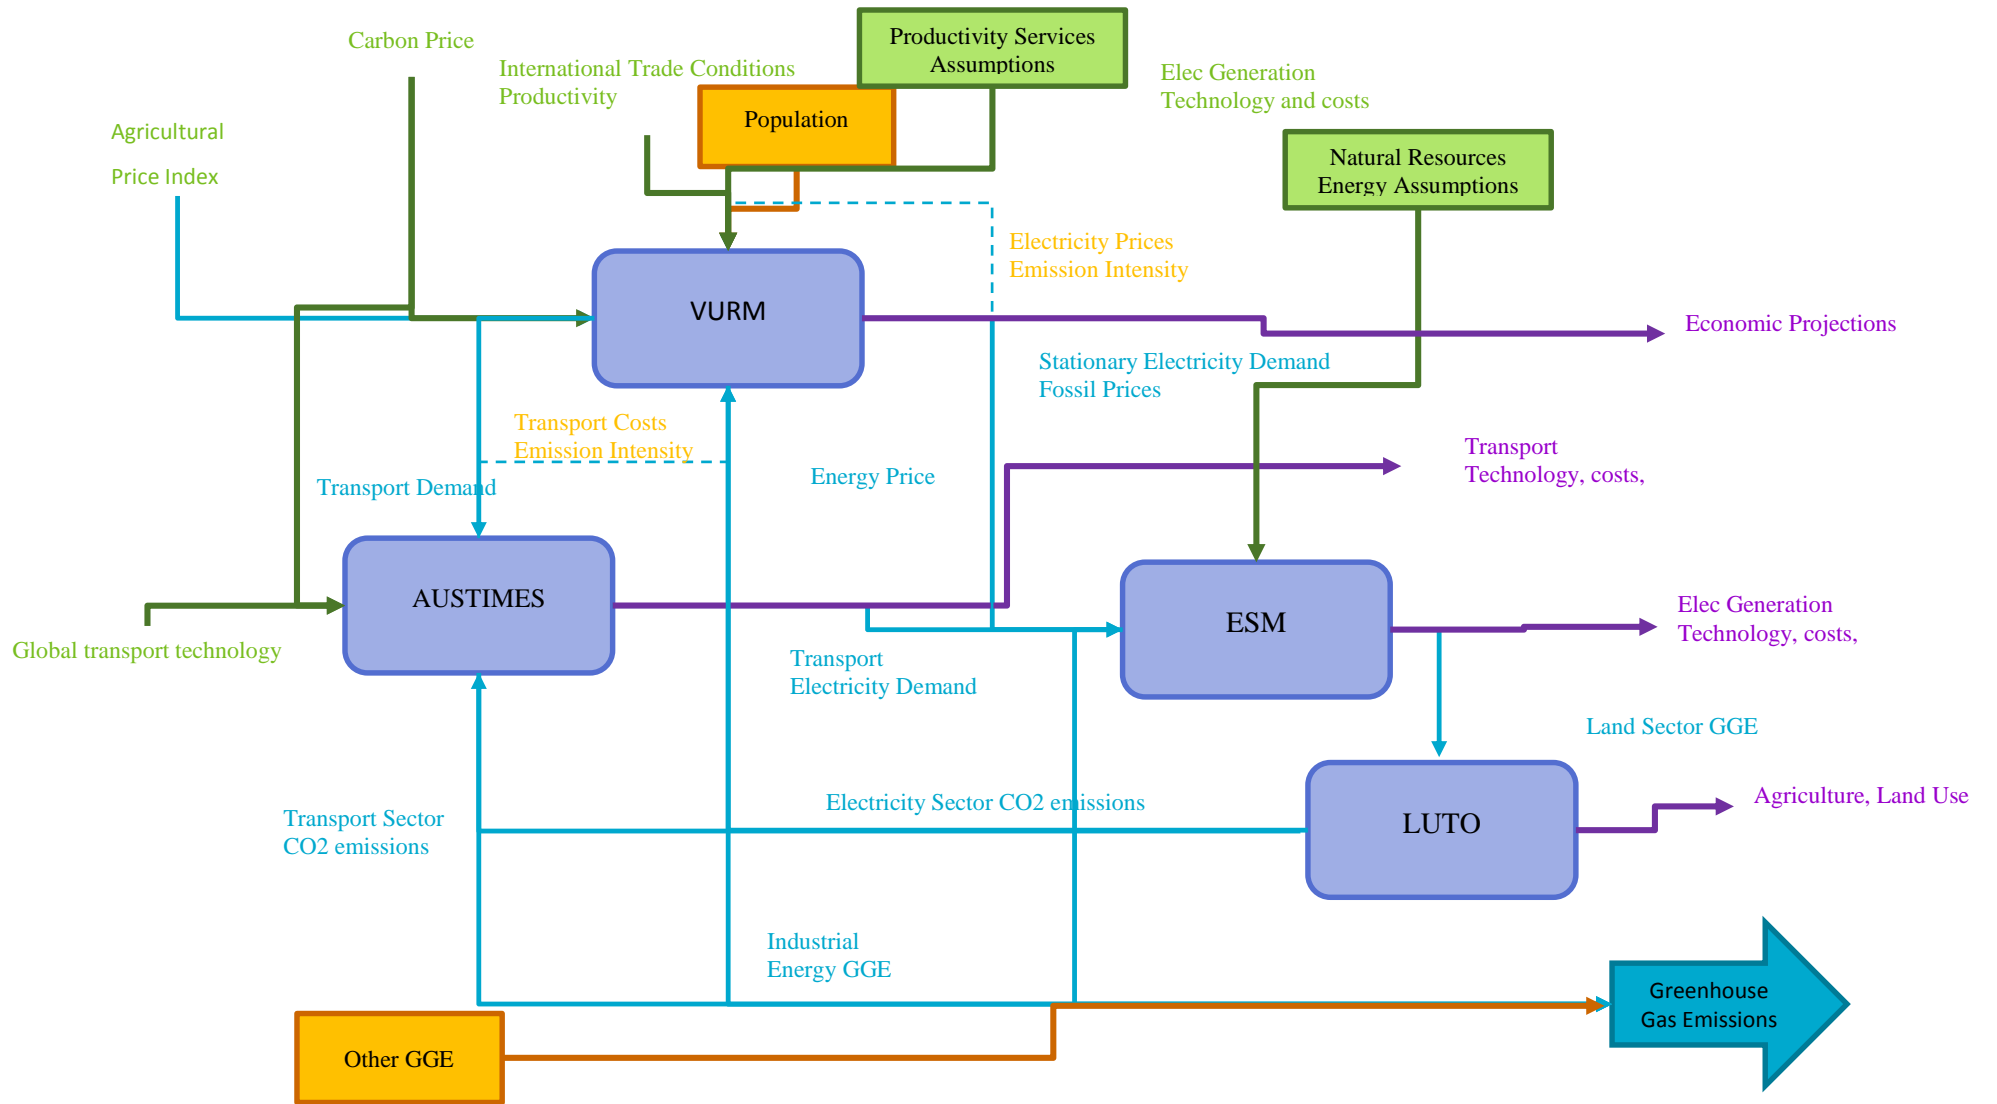 Carbon Price
Productivity Services
Assumptions
International Trade Conditions
Productivity
Elec Generation
Technology and costs
Population
Agricultural
Price Index
Natural Resources
Energy Assumptions
Electricity Prices
Emission Intensity
VURM
Economic Projections
Stationary Electricity Demand
Fossil Prices
Transport Costs
Emission Intensity
Transport
Technology, costs,
Energy Price
Transport Demand
AUSTIMES
ESM
Elec Generation
Technology, costs,
Global transport technology
Transport
Electricity Demand
Land Sector GGE
Electricity Sector CO2 emissions
Agriculture, Land Use
Transport Sector
CO2 emissions
LUTO
Industrial
Energy GGE
Greenhouse
Gas Emissions
Other GGE